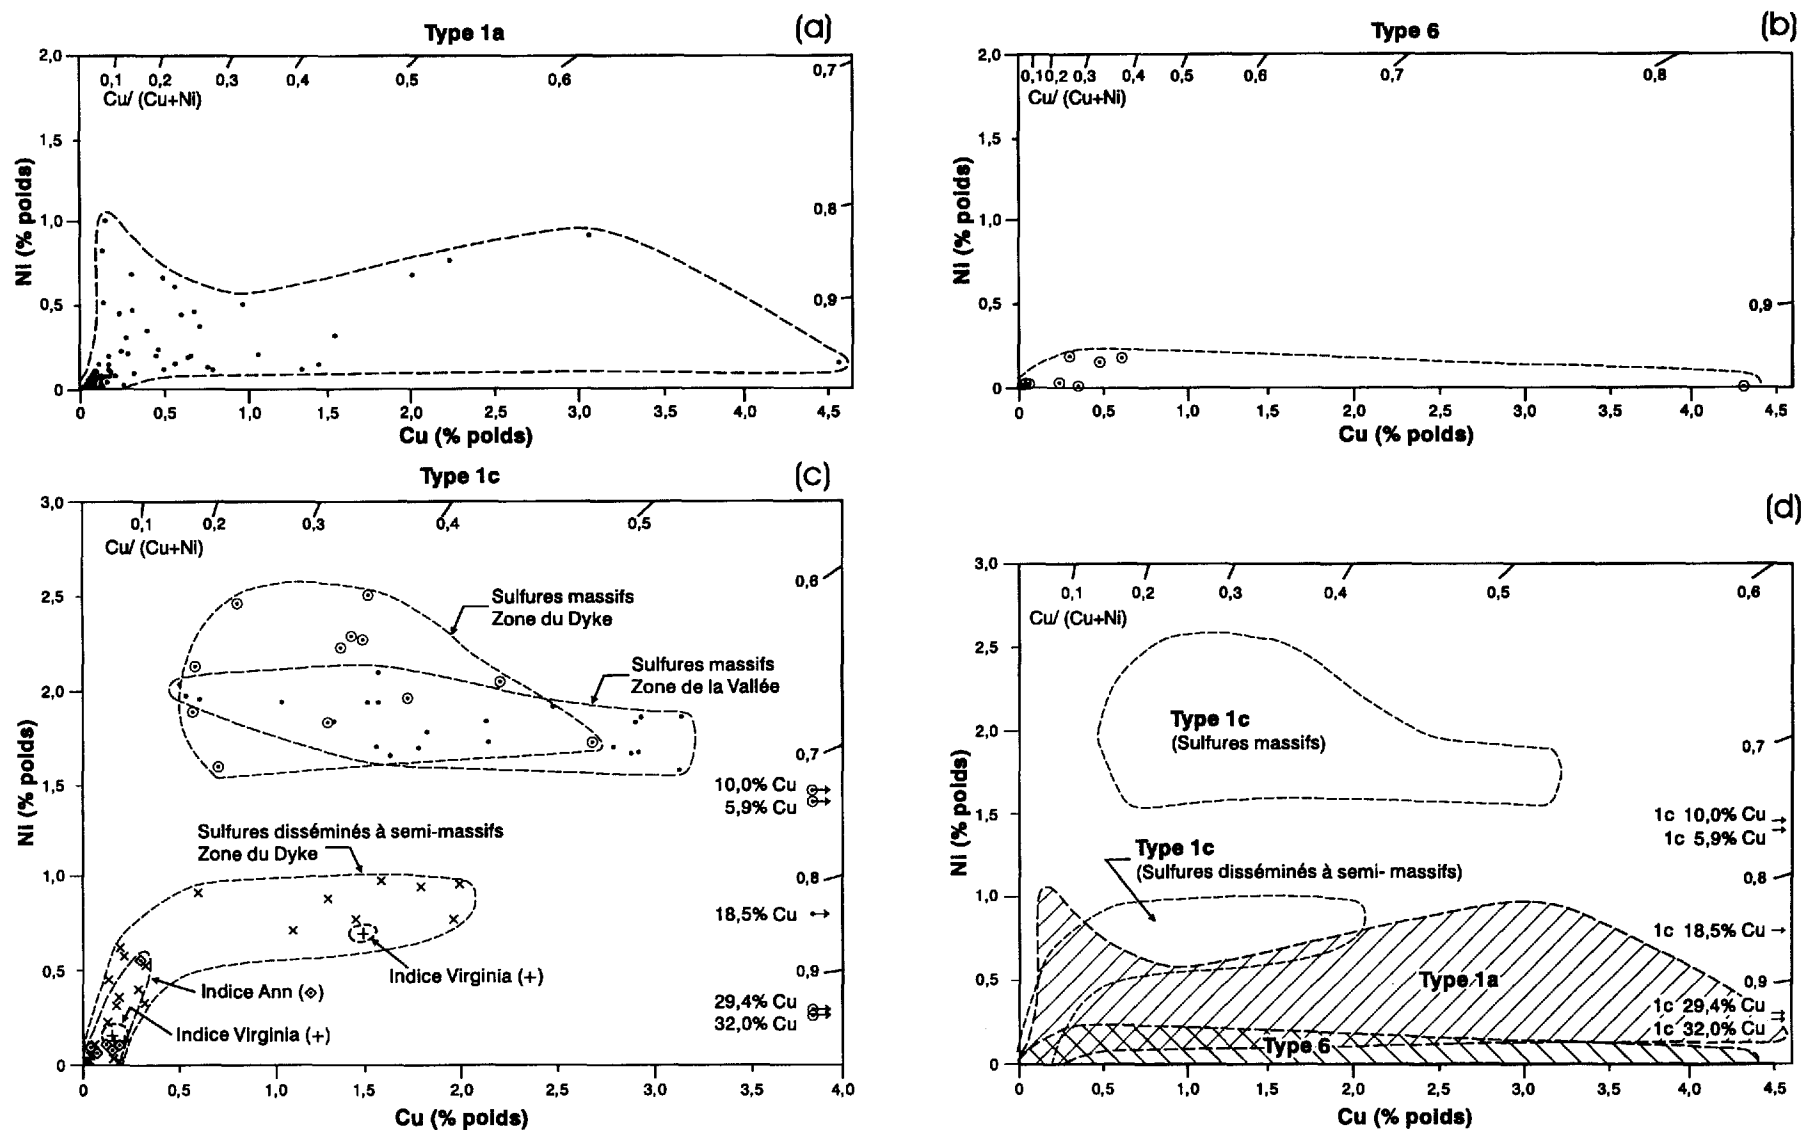 Type 1a
(a)
2,0
1,5
1,0
0,5
0
Ni (% poids)
0,1 0,2 0,3 0,4 0,5 0,6 0,7
Cu/ (Cu+Ni)
0,8
0,9
0 0,5 1,0 1,5 2,0 2,5 3,0 3,5 4,0 4,5
Cu (% poids)
Type 6
(b)
2,0
1,5
1,0
0,5
0
Ni (% poids)
0,1 0,2 0,3 0,4 0,5 0,6 0,7 0,8
Cu/ (Cu+Ni)
0,9
0 0,5 1,0 1,5 2,0 2,5 3,0 3,5 4,0 4,5
Cu (% poids)
Type 1c
(c)
3,0
2,5
2,0
1,5
1,0
0,5
0
Ni (% poids)
0,1 0,2 0,3 0,4 0,5
Cu/ (Cu+Ni)
0,6
Sulfures massifs
Zone du Dyke
Sulfures massifs
Zone de la Vallée
0,7
10,0% Cu
5,9% Cu
Sulfures disséminés à semi-massifs
Zone du Dyke
0,8
18,5% Cu
Indice Virginia (+)
0,9
Indice Ann (◈)
29,4% Cu
32,0% Cu
Indice Virginia (+)
0 0,5 1,0 1,5 2,0 2,5 3,0 3,5 4,0
Cu (% poids)
(d)
3,0
2,5
2,0
1,5
1,0
0,5
0
Ni (% poids)
0,1 0,2 0,3 0,4 0,5 0,6
Cu/ (Cu+Ni)
Type 1c
(Sulfures massifs)
0,7
1c 10,0% Cu
1c 5,9% Cu
Type 1c
(Sulfures disséminés à semi- massifs)
0,8
1c 18,5% Cu
Type 1a
0,9
1c 29,4% Cu
1c 32,0% Cu
Type 6
0 0,5 1,0 1,5 2,0 2,5 3,0 3,5 4,0 4,5
Cu (% poids)